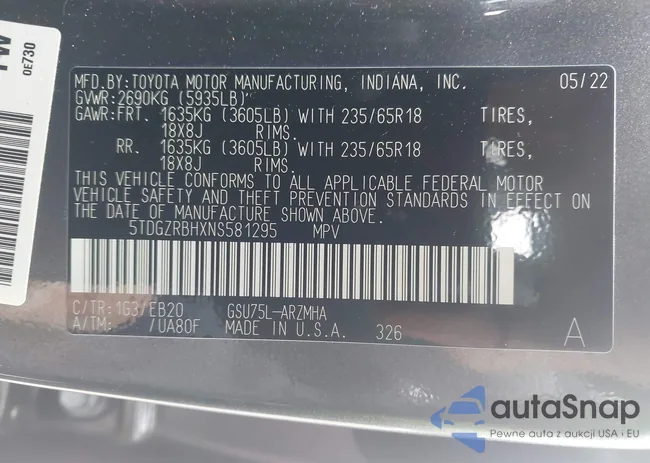 MFD.BY:TOYOTA MOTOR MANUFACTURING, INDIANA, INC. 05/22
GVWR:2690KG (5935LB)
GAWR:FRT. 1635KG (3605LB) WITH 235/65R18 TIRES,
18X8J RIMS.
RR. 1635KG (3605LB) WITH 235/65R18 TIRES,
18X8J RIMS.
THIS VEHICLE CONFORMS TO ALL APPLICABLE FEDERAL MOTOR
VEHICLE SAFETY AND THEFT PREVENTION STANDARDS IN EFFECT ON
THE DATE OF MANUFACTURE SHOWN ABOVE.
5TDGZRBHXNS581295 MPV
C/TR:1G3/EB20 GSU75L-ARZMHA
A/TM: /UA80F MADE IN U.S.A. 326 A
0E730
autoSnap
Pewne auta z aukcji USA i EU